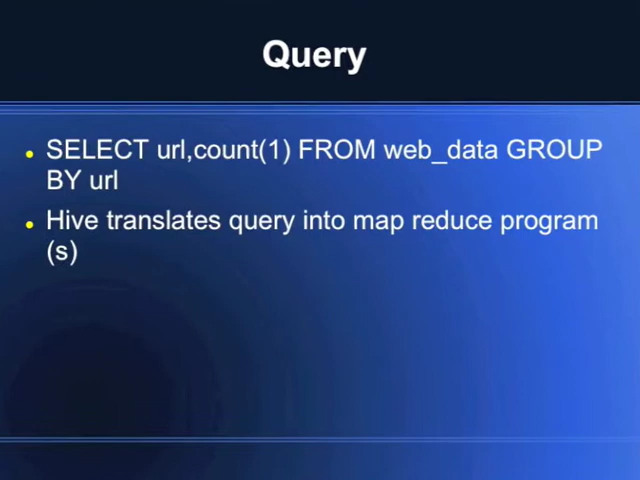 Query
SELECT url,count(1) FROM web_data GROUP
BY url
Hive translates query into map reduce program
(s)